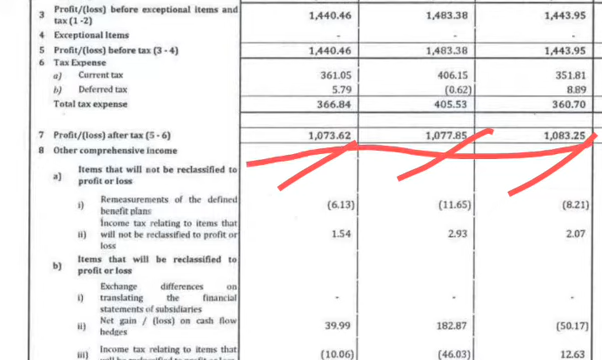 3 Profit/(loss) before exceptional items and 1,440.46 1,483.38 1,443.95
tax (1-2)
4 Exceptional Items - - -
5 Profit/(loss) before tax (3 - 4) 1,440.46 1,483.38 1,443.95
6 Tax Expense
a) Current tax 361.05 406.15 351.81
b) Deferred tax 5.79 (0.62) 8.89
Total tax expense 366.84 405.53 360.70
7 Profit/(loss) after tax (5 - 6) 1,073.62 1,077.85 1,083.25
8 Other comprehensive income
Items that will not be reclassified to
a)
profit or loss
Remeasurements of the defined
i) (6.13) (11.65) (8.21)
benefit plans
Income tax relating to items that
ii) will not be reclassified to profit or 1.54 2.93 2.07
loss
Items that will be reclassified to
b)
profit or loss
Exchange differences on
i) translating the financial - - -
statements of subsidiaries
Net gain / (loss) on cash flow
ii) 39.99 182.87 (50.17)
hedges
Income tax relating to items that
iii) (10.06) (46.03) 12.63